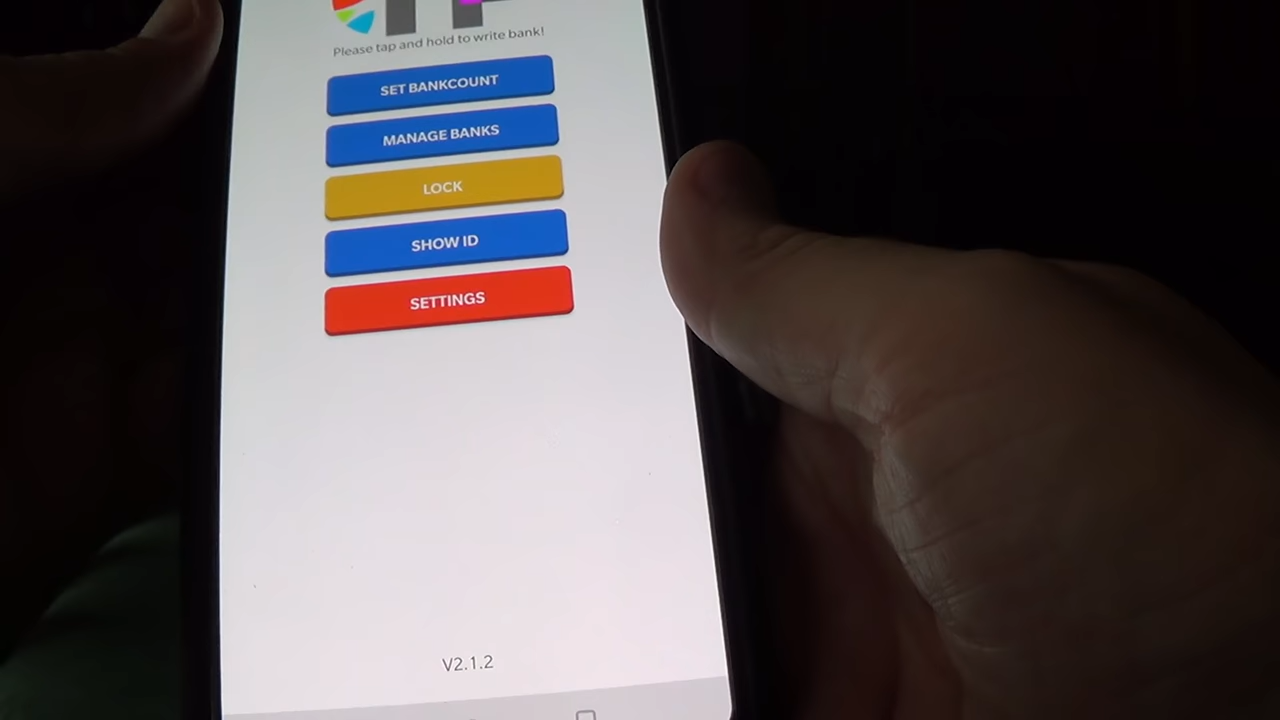 Please tap and hold to write bank!
SET BANKCOUNT
MANAGE BANKS
LOCK
SHOW ID
SETTINGS
V2.1.2